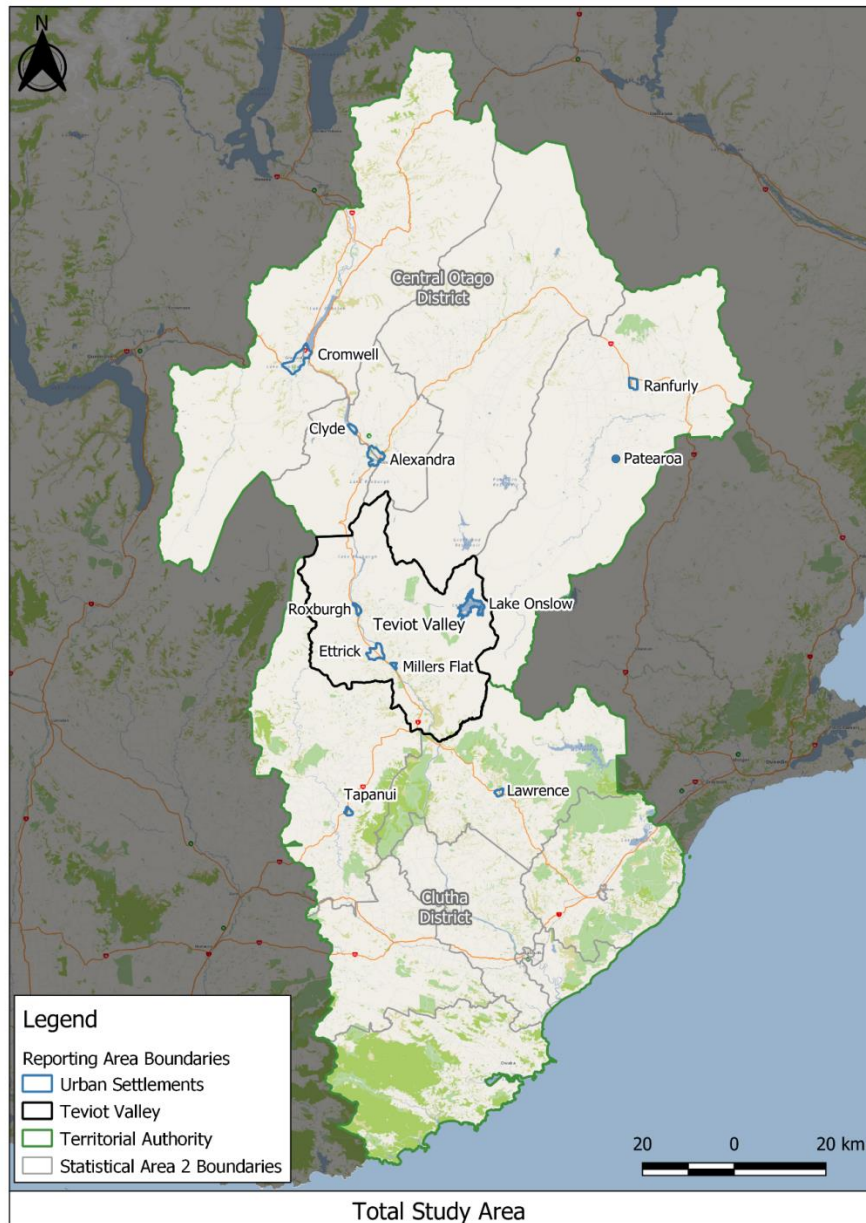 N
Central Otago
District
Cromwell
Ranfurly
Clyde
Alexandra
Patearoa
Roxburgh
Lake Onslow
Teviot Valley
Ettrick
Millers Flat
Tapanui
Lawrence
Clutha
District
Legend
Reporting Area Boundaries
Urban Settlements
Teviot Valley
Territorial Authority
Statistical Area 2 Boundaries
20 0 20 km
Total Study Area